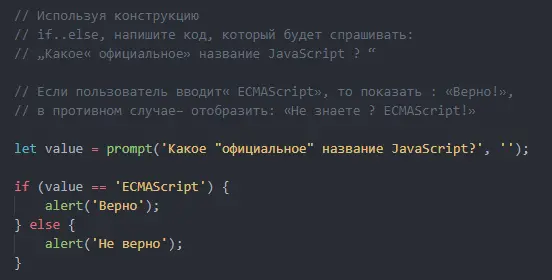 // Используя конструкцию
// if..else, напишите код, который будет спрашивать:
// „Какое« официальное» название JavaScript ? “
// Если пользователь вводит« ECMAScript», то показать : «Верно!»,
// в противном случае– отобразить: «Не знаете ? ECMAScript!»
let value = prompt('Какое "официальное" название JavaScript?', '');
if (value == 'ECMAScript') {
alert('Верно');
} else {
alert('Не верно');
}